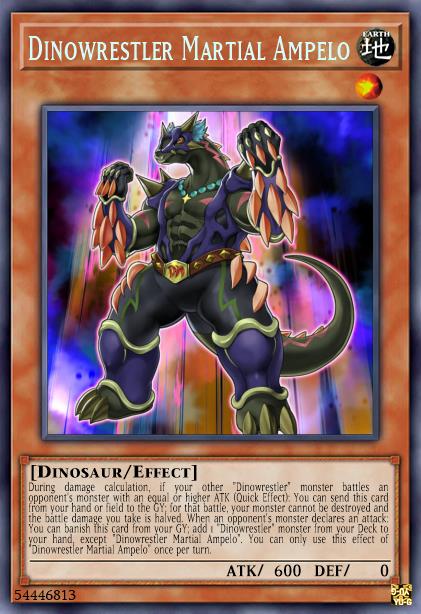 Dinowrestler Martial Ampelo
EARTH
地
DM
[Dinosaur/Effect]
During damage calculation, if your other "Dinowrestler" monster battles an
opponent's monster with an equal or higher ATK (Quick Effect): You can send this card
from your hand or field to the GY; for that battle, your monster cannot be destroyed and
the battle damage you take is halved. When an opponent's monster declares an attack:
You can banish this card from your GY; add 1 "Dinowrestler" monster from your Deck to
your hand, except "Dinowrestler Martial Ampelo". You can only use this effect of
"Dinowrestler Martial Ampelo" once per turn.
ATK/ 600 DEF/ 0
54446813